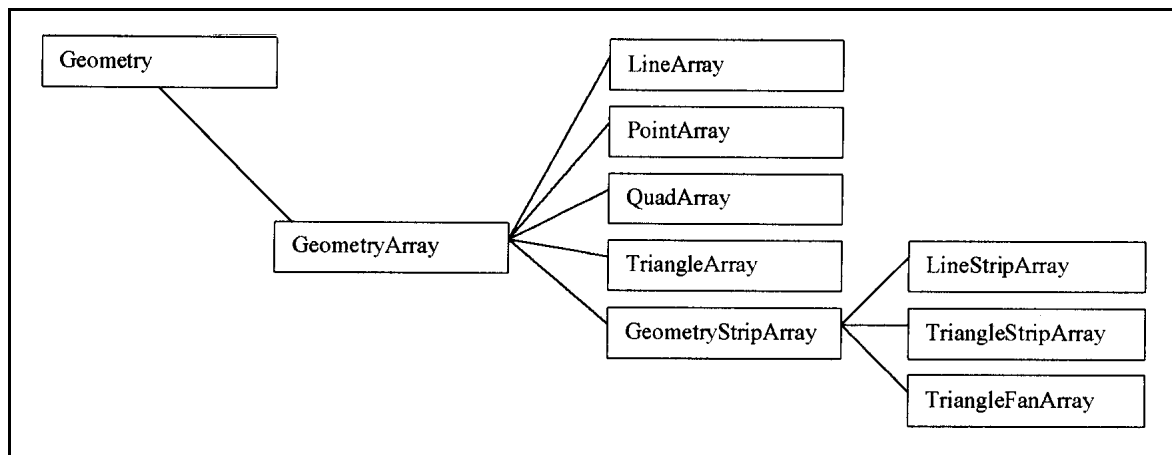 Geometry
GeometryArray
LineArray
PointArray
QuadArray
TriangleArray
GeometryStripArray
LineStripArray
TriangleStripArray
TriangleFanArray